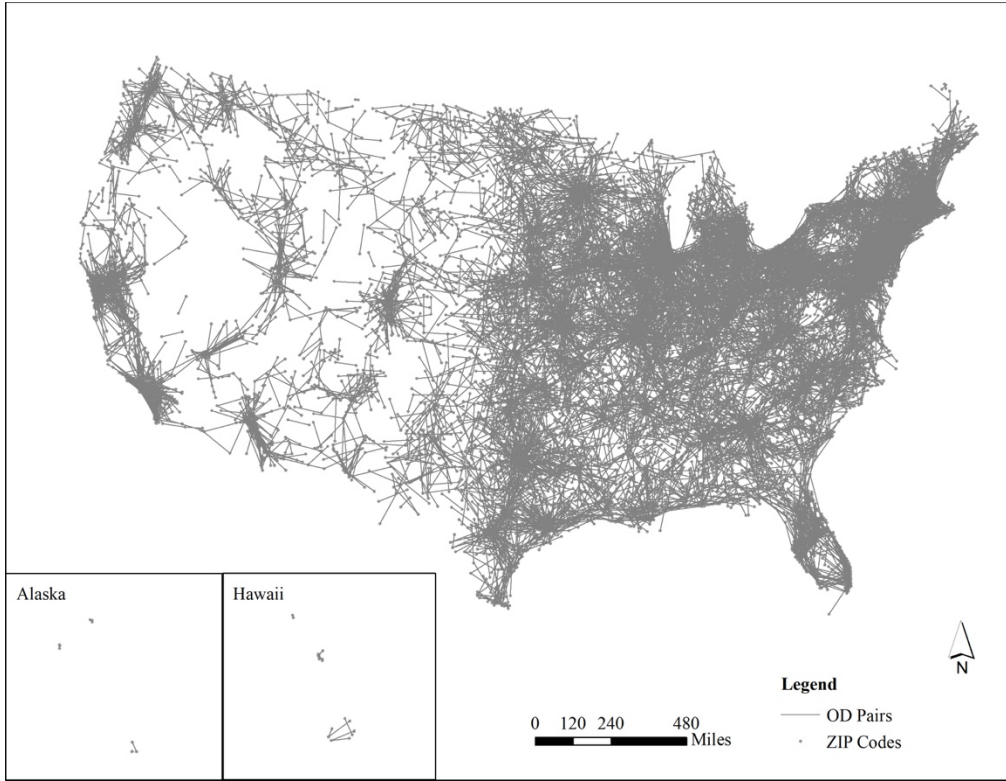 Alaska
Hawaii
N
Legend
OD Pairs
ZIP Codes
0 120 240 480
Miles